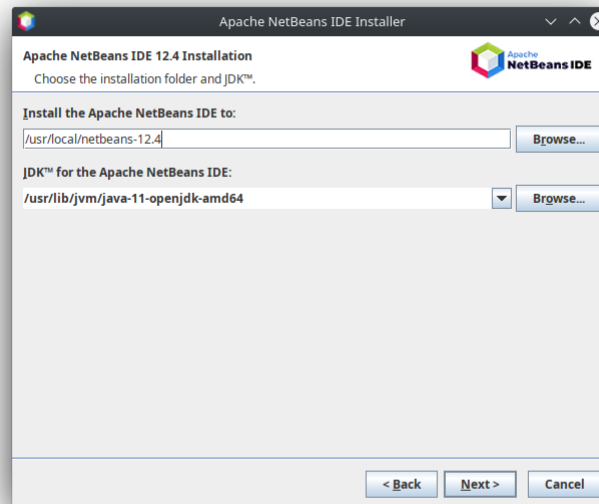 Apache NetBeans IDE Installer
Apache NetBeans IDE 12.4 Installation
Choose the installation folder and JDK™.
Apache
NetBeans IDE
Install the Apache NetBeans IDE to:
/usr/local/netbeans-12.4
Browse...
JDK™ for the Apache NetBeans IDE:
/usr/lib/jvm/java-11-openjdk-amd64
Browse...
< Back
Next >
Cancel